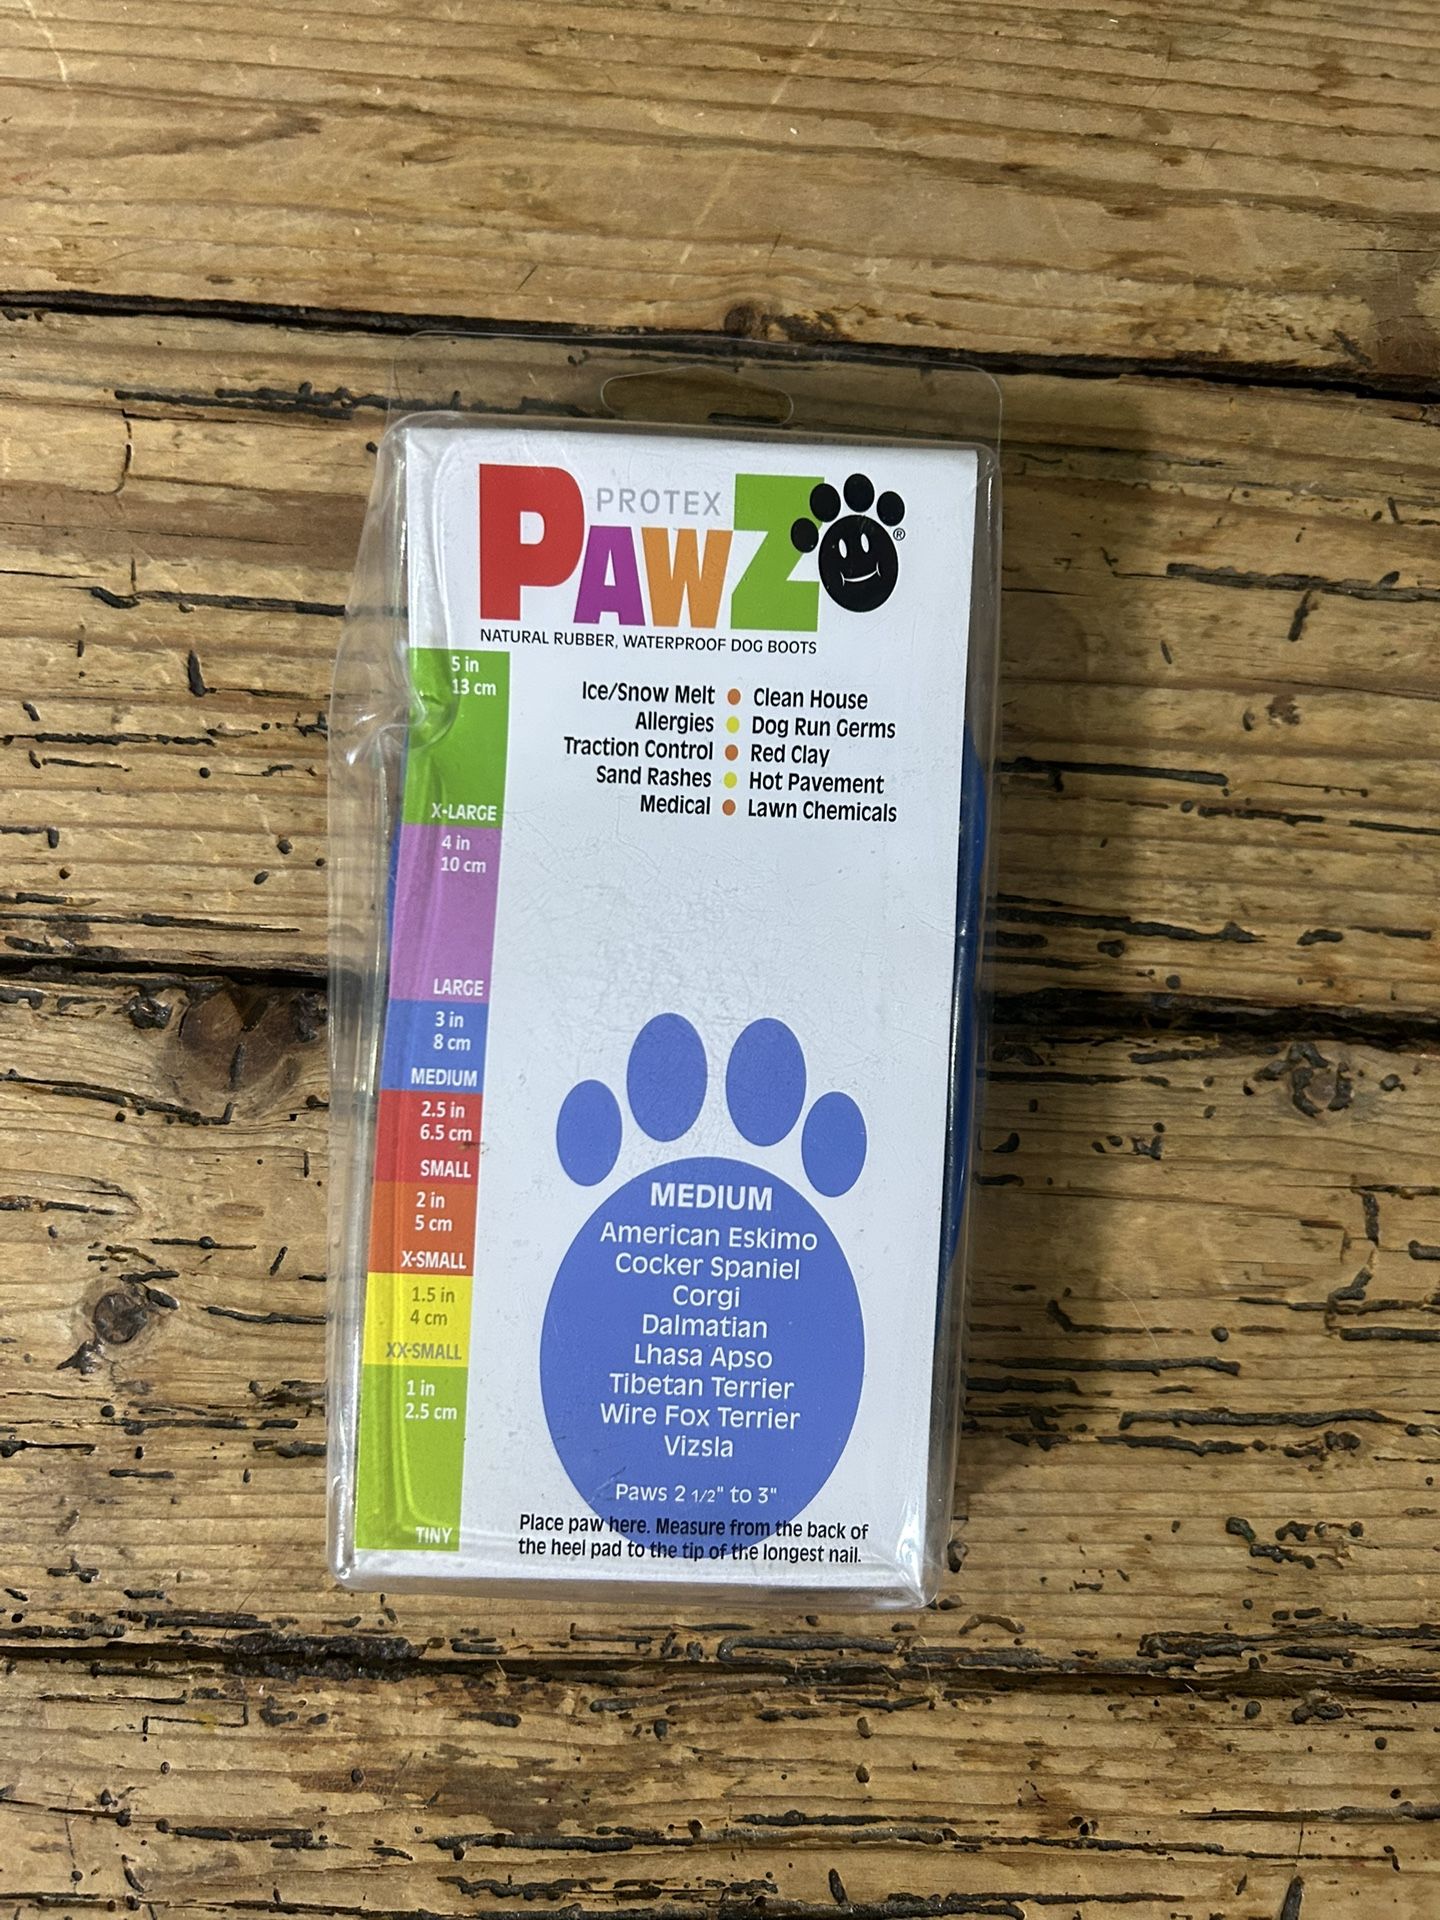 PROTEX
PAWZ®
NATURAL RUBBER, WATERPROOF DOG BOOTS
Ice/Snow Melt Clean House
Allergies Dog Run Germs
Traction Control Red Clay
Sand Rashes Hot Pavement
Medical Lawn Chemicals
5 in
13 cm
X-LARGE
4 in
10 cm
LARGE
3 in
8 cm
MEDIUM
2.5 in
6.5 cm
SMALL
2 in
5 cm
X-SMALL
1.5 in
4 cm
XX-SMALL
1 in
2.5 cm
TINY
MEDIUM
American Eskimo
Cocker Spaniel
Corgi
Dalmatian
Lhasa Apso
Tibetan Terrier
Wire Fox Terrier
Vizsla
Paws 2 1/2" to 3"
Place paw here. Measure from the back of
the heel pad to the tip of the longest nail.